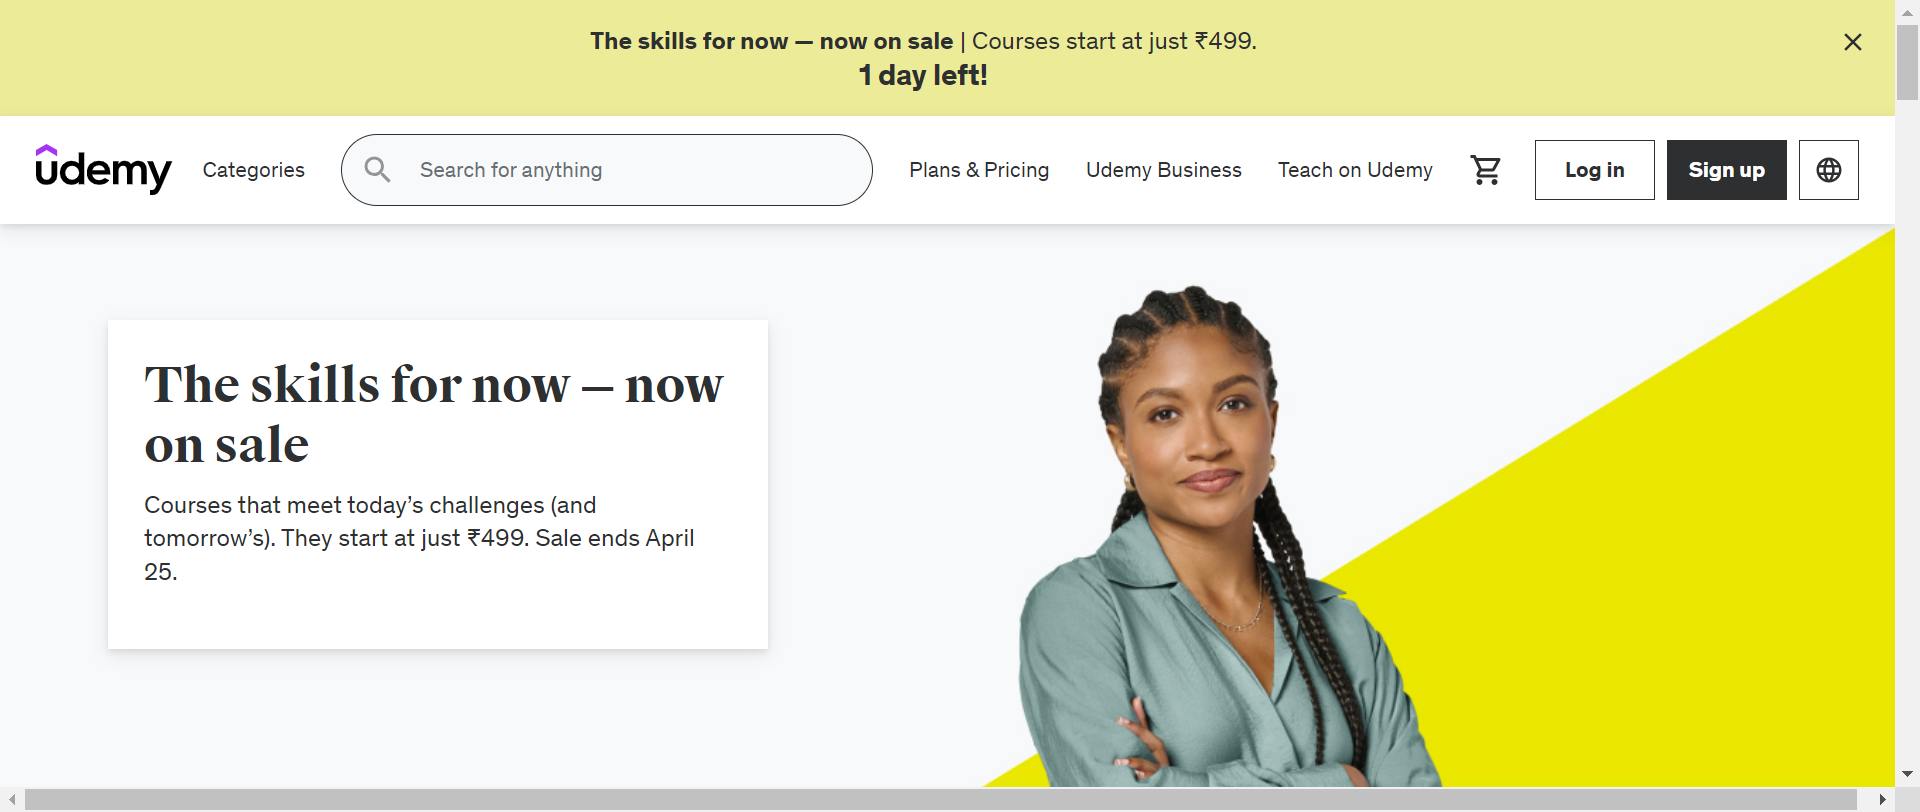 The skills for now – now on sale | Courses start at just ₹499.
1 day left!
udemy
Categories
Search for anything
Plans & Pricing
Udemy Business
Teach on Udemy
Log in
Sign up
The skills for now – now
on sale
Courses that meet today’s challenges (and
tomorrow’s). They start at just ₹499. Sale ends April
25.